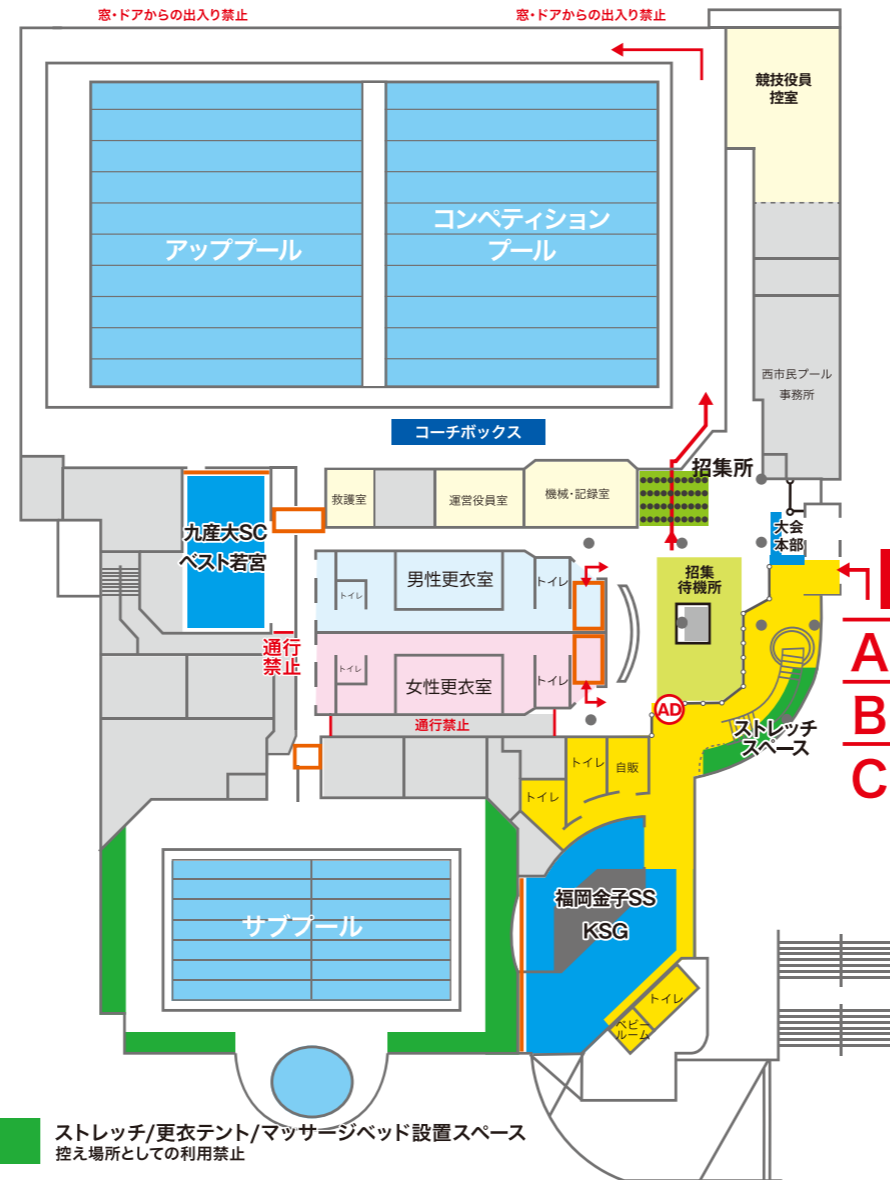 窓・ドアからの出入り禁止
窓・ドアからの出入り禁止
競技役員
控室
アッププール
コンペティション
プール
西市民プール
事務所
コーチボックス
招集所
救護室
運営役員室
機械・記録室
九産大SC
ベスト若宮
大会
本部
男性更衣室
トイレ
トイレ
招集
待機所
通行
禁止
女性更衣室
トイレ
トイレ
A
B
C
AD
通行禁止
ストレッチ
スペース
トイレ
自販
トイレ
福岡金子SS
KSG
サブプール
トイレ
ベビー
ルーム
ストレッチ/更衣テント/マッサージベッド設置スペース
控え場所としての利用禁止